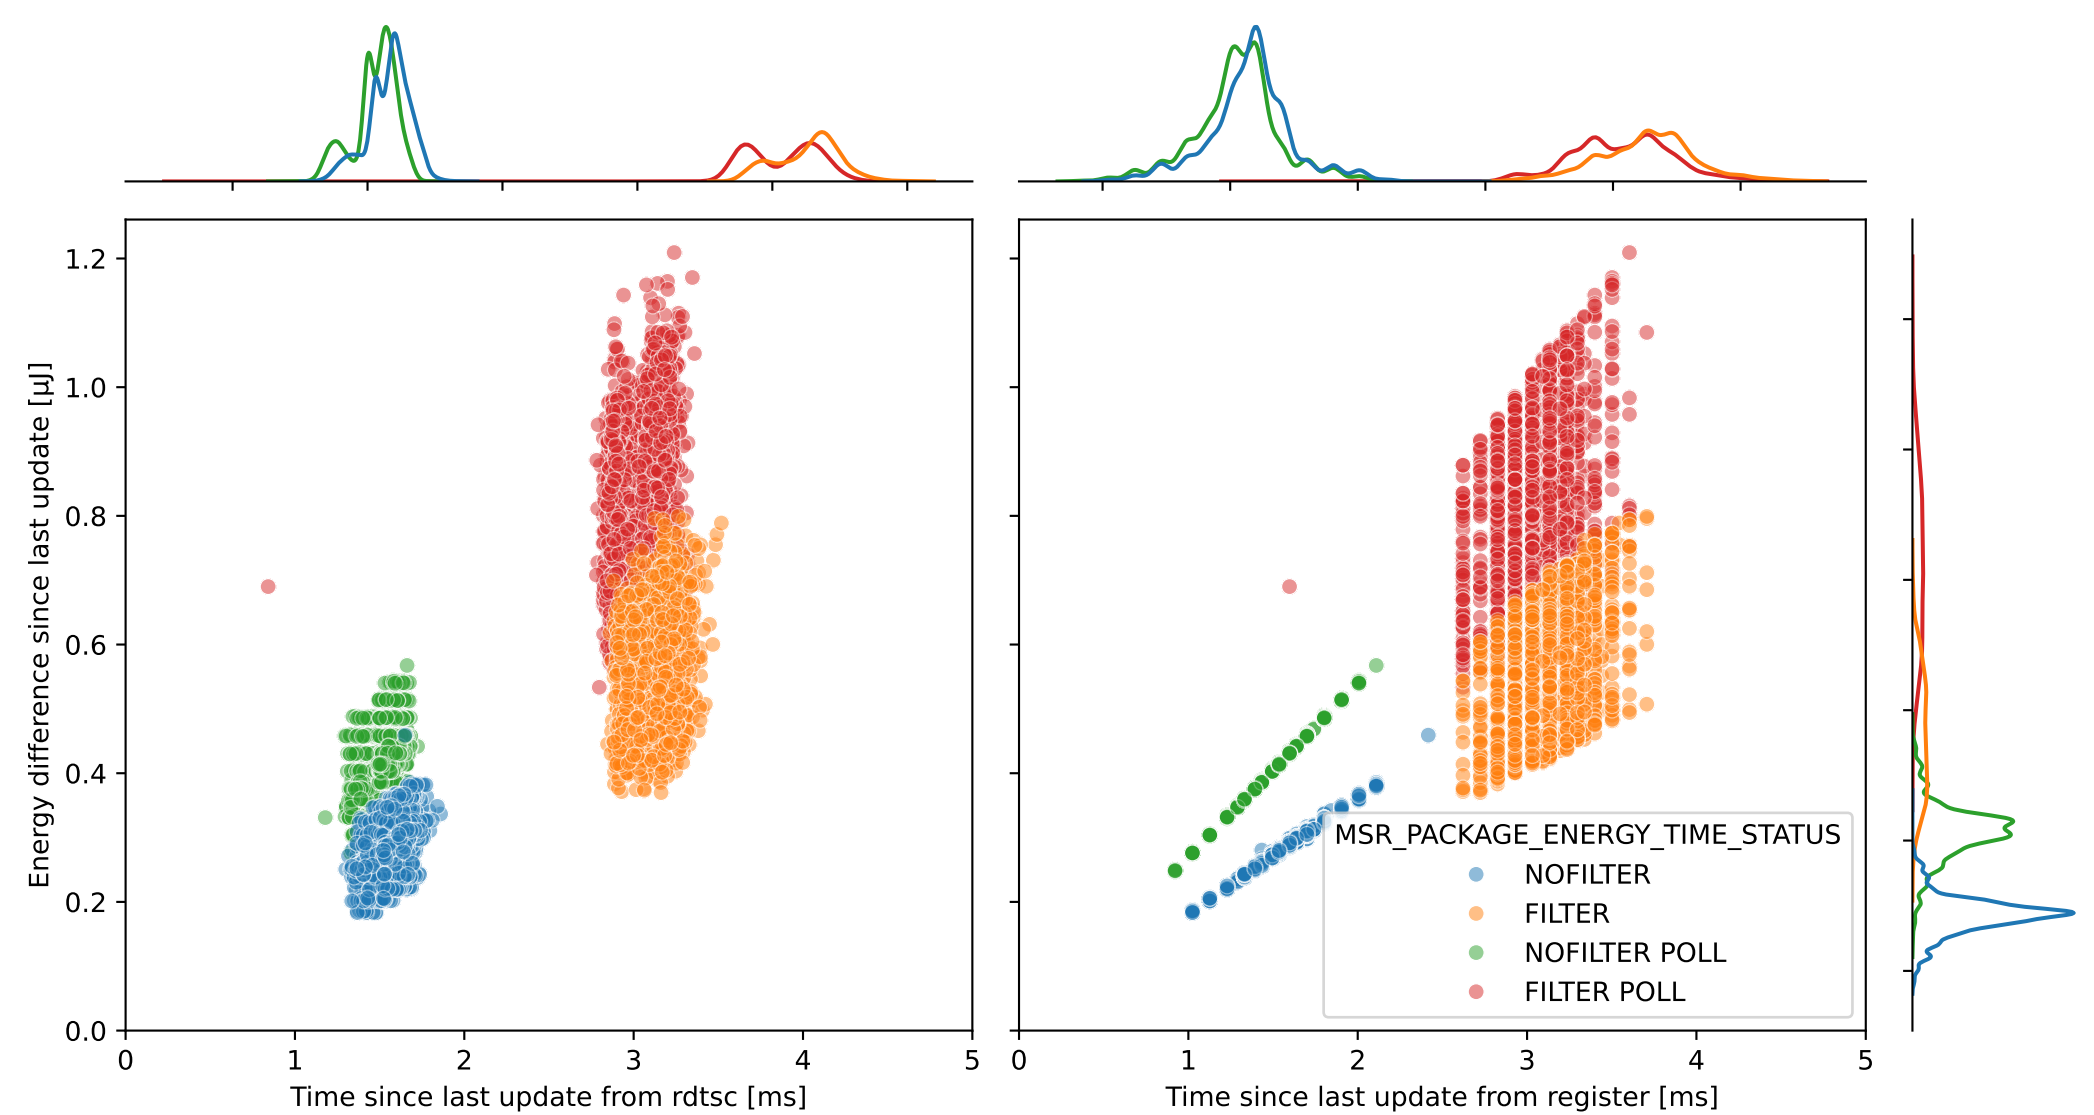 1.2
1.0
0.8
0.6
0.4
0.2
0.0
Energy difference since last update [μJ]
0 1 2 3 4 5
Time since last update from rdtsc [ms]
MSR_PACKAGE_ENERGY_TIME_STATUS
NOFILTER
FILTER
NOFILTER POLL
FILTER POLL
0 1 2 3 4 5
Time since last update from register [ms]